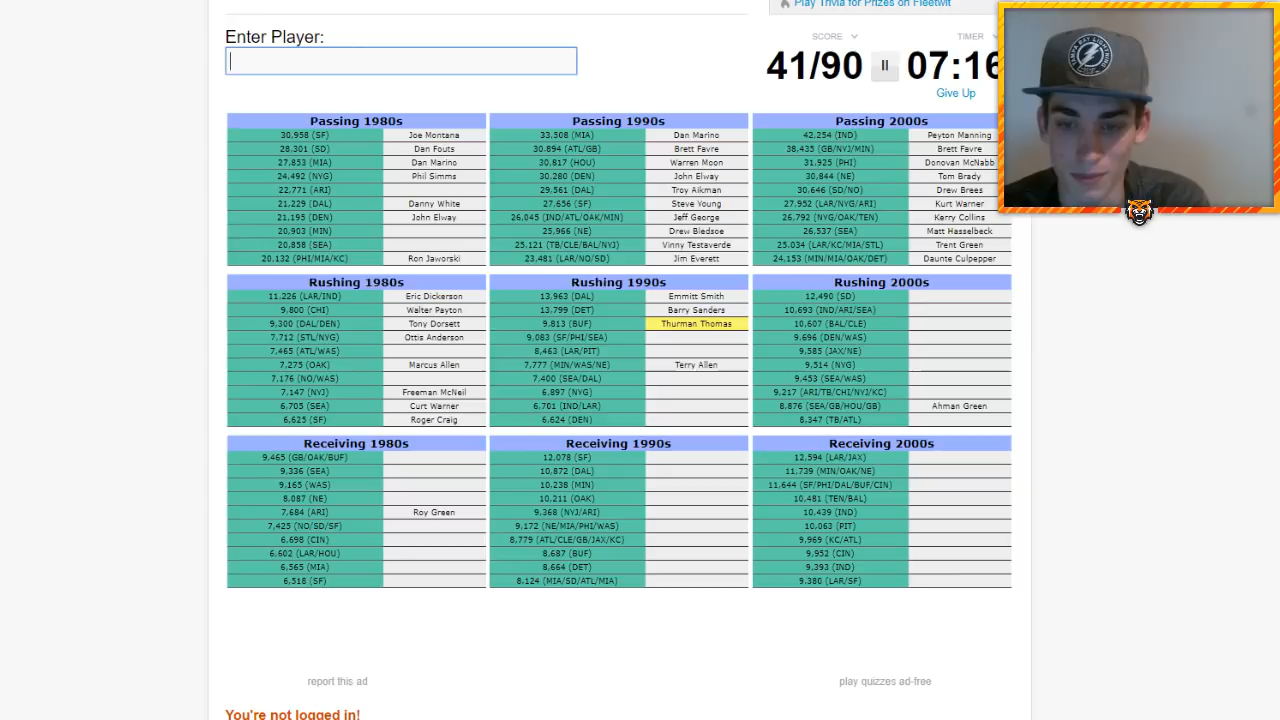 Play Trivia for Prizes on Fleetwit
Enter Player:
SCORE
TIMER
41/90
07:16
Give Up
TAMPA BAY LIGHTNING
Passing 1980s
30,958 (SF) Joe Montana
28,301 (SD) Dan Fouts
27,853 (MIA) Dan Marino
24,492 (NYG) Phil Simms
22,771 (ARI)
21,229 (DAL) Danny White
21,195 (DEN) John Elway
20,903 (MIN)
20,858 (SEA)
20,132 (PHI/MIA/KC) Ron Jaworski
Passing 1990s
33,508 (MIA) Dan Marino
30,894 (ATL/GB) Brett Favre
30,817 (HOU) Warren Moon
30,280 (DEN) John Elway
29,561 (DAL) Troy Aikman
27,656 (SF) Steve Young
26,045 (IND/ATL/OAK/MIN) Jeff George
25,966 (NE) Drew Bledsoe
25,121 (TB/CLE/BAL/NYJ) Vinny Testaverde
23,481 (LAR/NO/SD) Jim Everett
Passing 2000s
42,254 (IND) Peyton Manning
38,435 (GB/NYJ/MIN) Brett Favre
31,925 (PHI) Donovan McNabb
30,844 (NE) Tom Brady
30,646 (SD/NO) Drew Brees
27,952 (LAR/NYG/ARI) Kurt Warner
26,792 (NYG/OAK/TEN) Kerry Collins
26,537 (SEA) Matt Hasselbeck
25,034 (LAR/KC/MIA/STL) Trent Green
24,153 (MIN/MIA/OAK/DET) Daunte Culpepper
Rushing 1980s
11,226 (LAR/IND) Eric Dickerson
9,800 (CHI) Walter Payton
9,300 (DAL/DEN) Tony Dorsett
7,712 (STL/NYG) Ottis Anderson
7,465 (ATL/WAS)
7,275 (OAK) Marcus Allen
7,176 (NO/WAS)
7,147 (NYJ) Freeman McNeil
6,705 (SEA) Curt Warner
6,625 (SF) Roger Craig
Rushing 1990s
13,963 (DAL) Emmitt Smith
13,799 (DET) Barry Sanders
9,813 (BUF) Thurman Thomas
9,083 (SF/PHI/SEA)
8,463 (LAR/PIT)
7,777 (MIN/WAS/NE) Terry Allen
7,400 (SEA/DAL)
6,897 (NYG)
6,701 (IND/LAR)
6,624 (DEN)
Rushing 2000s
12,490 (SD)
10,693 (IND/ARI/SEA)
10,607 (BAL/CLE)
9,696 (DEN/WAS)
9,585 (JAX/NE)
9,514 (NYG)
9,453 (SEA/WAS)
9,217 (ARI/TB/CHI/NYJ/KC)
8,876 (SEA/GB/HOU/GB) Ahman Green
8,347 (TB/ATL)
Receiving 1980s
9,465 (GB/OAK/BUF)
9,336 (SEA)
9,165 (WAS)
8,087 (NE)
7,684 (ARI) Roy Green
7,425 (NO/SD/SF)
6,698 (CIN)
6,602 (LAR/HOU)
6,565 (MIA)
6,518 (SF)
Receiving 1990s
12,078 (SF)
10,872 (DAL)
10,238 (MIN)
10,211 (OAK)
9,368 (NYJ/ARI)
9,172 (NE/MIA/PHI/WAS)
8,779 (ATL/CLE/GB/JAX/KC)
8,687 (BUF)
8,664 (DET)
8,124 (MIA/SD/ATL/MIA)
Receiving 2000s
12,594 (LAR/JAX)
11,739 (MIN/OAK/NE)
11,644 (SF/PHI/DAL/BUF/CIN)
10,481 (TEN/BAL)
10,439 (IND)
10,063 (PIT)
9,969 (KC/ATL)
9,952 (CIN)
9,393 (IND)
9,380 (LAR/SF)
report this ad
play quizzes ad-free
You're not logged in!